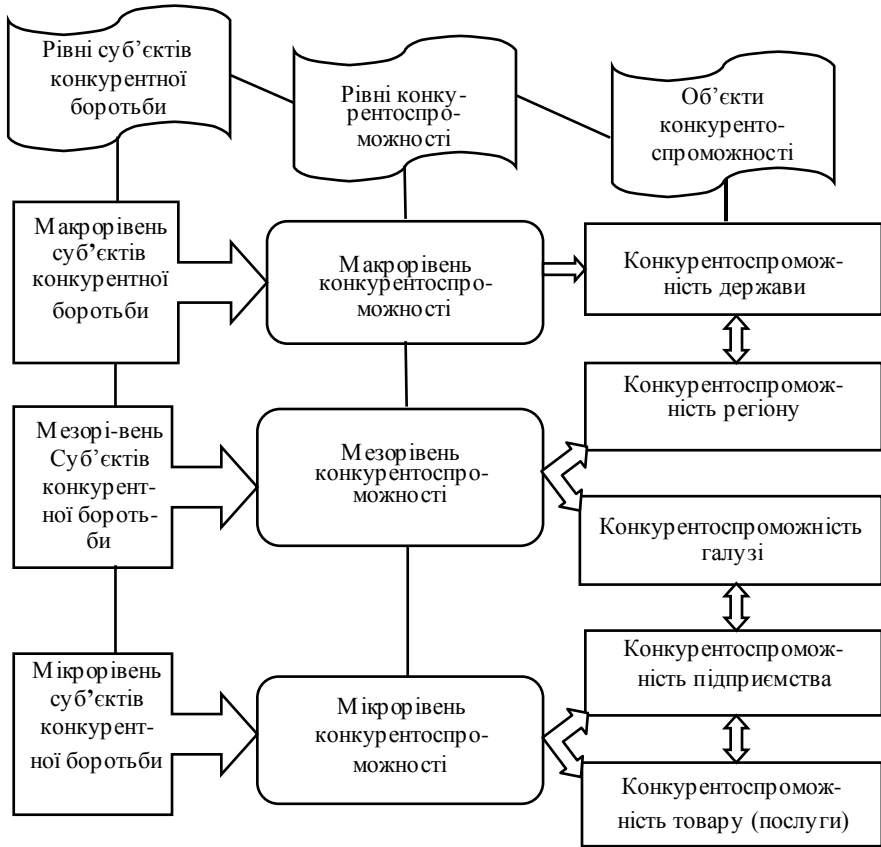 Рівні суб’єктів
конкурентної
боротьби
Рівні конку-
рентоспро-
можності
Об’єкти
конкуренто-
спроможності
Макрорівень
суб’єктів
конкурентної
боротьби
Макрорівень
конкурентоспро-
можності
Конкурентоспромож-
ність держави
Конкурентоспромож-
ність регіону
Мезорі-вень
Суб’єктів
конкурент-
ної бороть-
би
Мезорівень
конкурентоспро-
можності
Конкурентоспроможність
галузі
Мікрорівень
суб’єктів
конкурент-
ної боротьби
Мікрорівень
конкурентоспро-
можності
Конкурентоспромож-
ність підприємства
Конкурентоспромож-
ність товару (послуги)